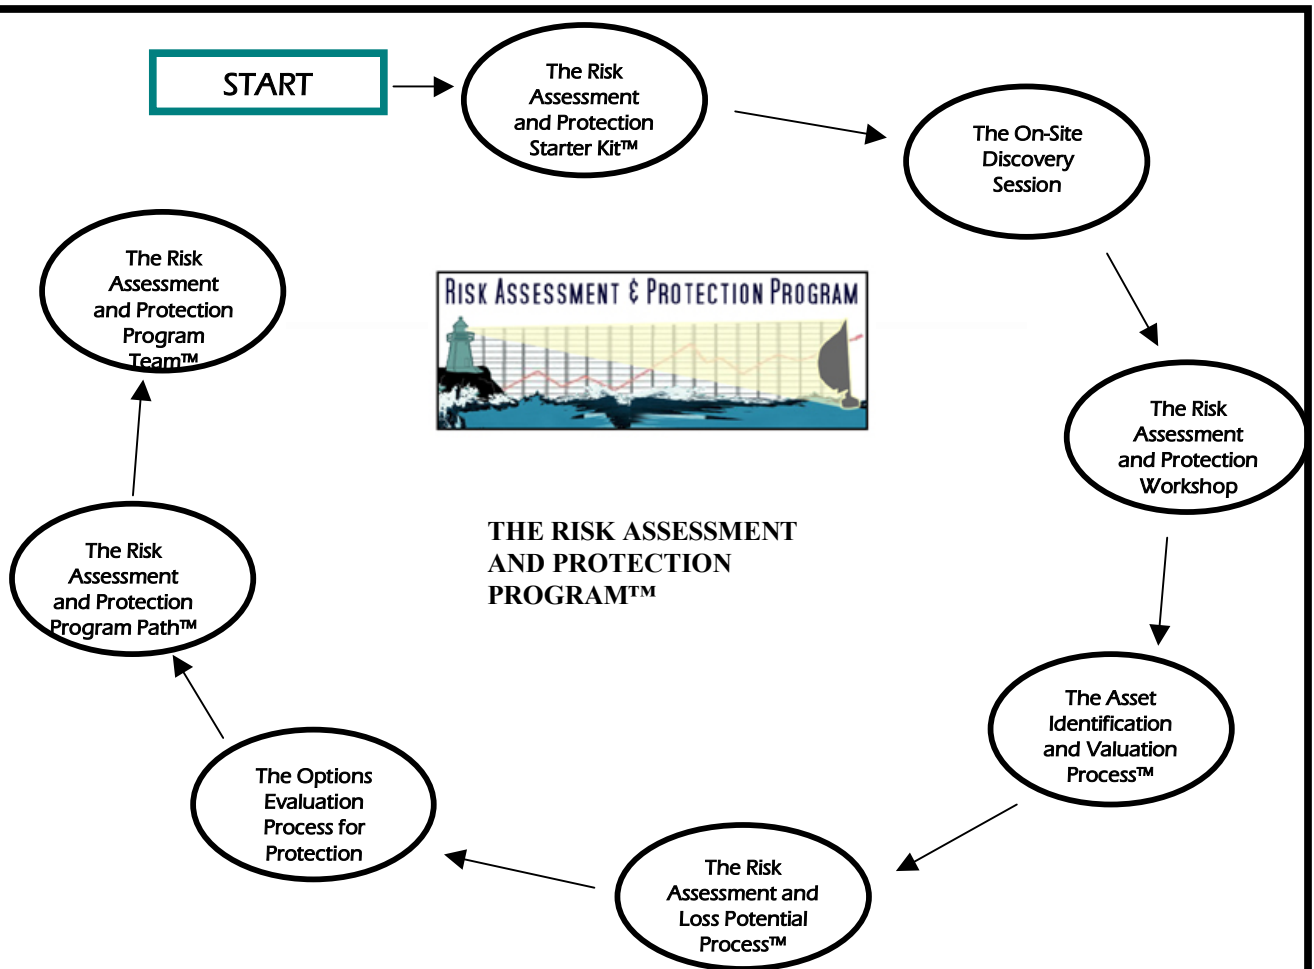 START
The Risk
Assessment
and Protection
Starter Kit™
The On-Site
Discovery
Session
The Risk
Assessment
and Protection
Workshop
The Asset
Identification
and Valuation
Process™
The Risk
Assessment and
Loss Potential
Process™
The Options
Evaluation
Process for
Protection
The Risk
Assessment
and Protection
Program Path™
The Risk
Assessment
and Protection
Program
Team™
RISK ASSESSMENT & PROTECTION PROGRAM
THE RISK ASSESSMENT
AND PROTECTION
PROGRAM™